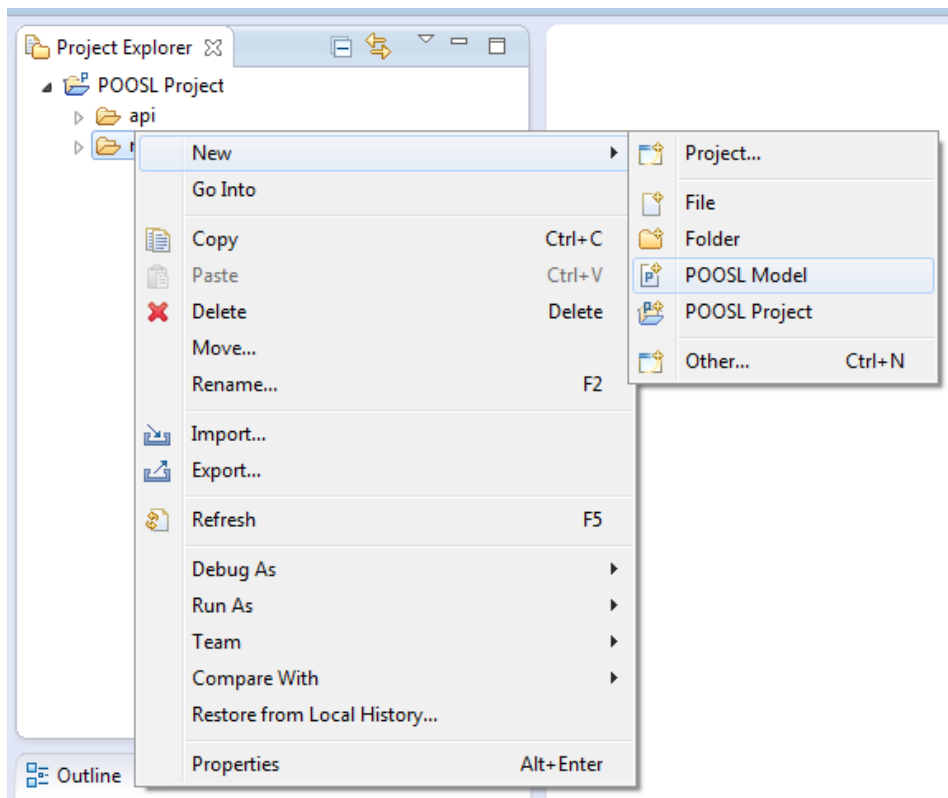 Project Explorer
POOSL Project
api
New
Go Into
Copy Ctrl+C
Paste Ctrl+V
Delete Delete
Move...
Rename... F2
Import...
Export...
Refresh F5
Debug As
Run As
Team
Compare With
Restore from Local History...
Properties Alt+Enter
Project...
File
Folder
POOSL Model
POOSL Project
Other... Ctrl+N
Outline